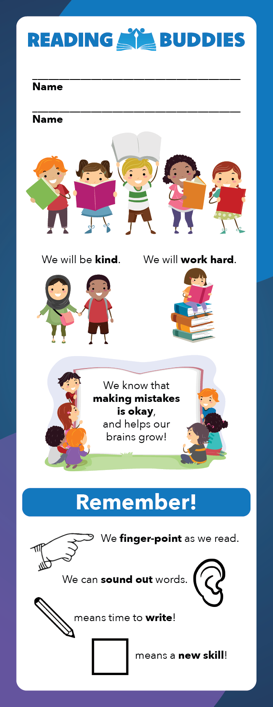 READING BUDDIES
Name
Name
We will be kind. We will work hard.
We know that
making mistakes
is okay,
and helps our
brains grow!
Remember!
We finger-point as we read.
We can sound out words.
means time to write!
means a new skill!